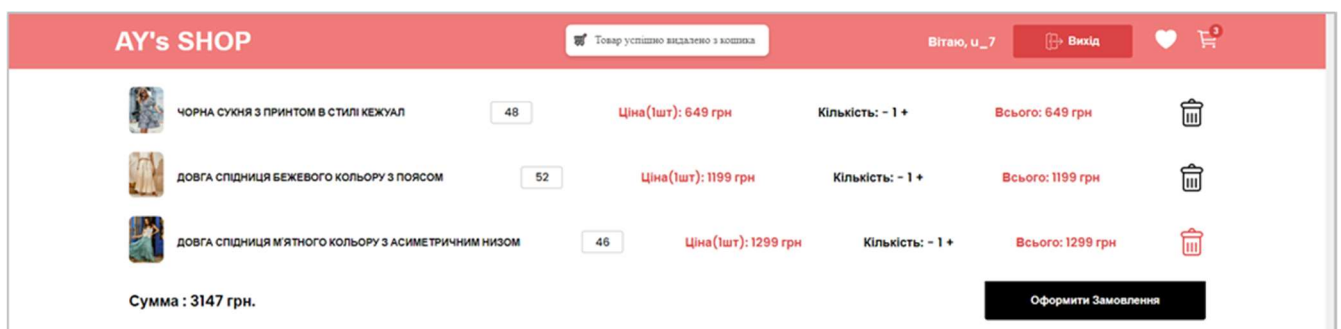 AY's SHOP Товар успішно видалено з кошика Вітаю, u_7 Вихід 3
ЧОРНА СУКНЯ З ПРИНТОМ В СТИЛІ КЕЖУАЛ 48 Ціна(1шт): 649 грн Кількість: - 1 + Всього: 649 грн
ДОВГА СПІДНИЦЯ БЕЖЕВОГО КОЛЬОРУ З ПОЯСОМ 52 Ціна(1шт): 1199 грн Кількість: - 1 + Всього: 1199 грн
ДОВГА СПІДНИЦЯ М'ЯТНОГО КОЛЬОРУ З АСИМЕТРИЧНИМ НИЗОМ 46 Ціна(1шт): 1299 грн Кількість: - 1 + Всього: 1299 грн
Сумма : 3147 грн. Оформити Замовлення